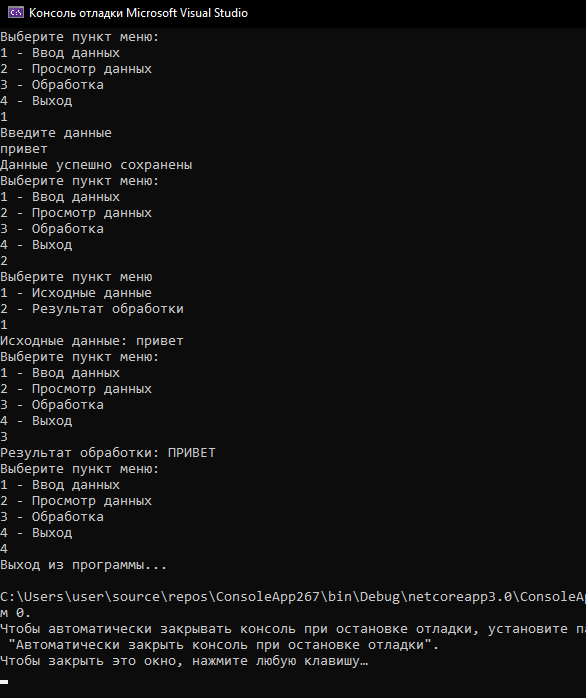 Консоль отладки Microsoft Visual Studio
Выберите пункт меню:
1 - Ввод данных
2 - Просмотр данных
3 - Обработка
4 - Выход
1
Введите данные
привет
Данные успешно сохранены
Выберите пункт меню:
1 - Ввод данных
2 - Просмотр данных
3 - Обработка
4 - Выход
2
Выберите пункт меню
1 - Исходные данные
2 - Результат обработки
1
Исходные данные: привет
Выберите пункт меню:
1 - Ввод данных
2 - Просмотр данных
3 - Обработка
4 - Выход
3
Результат обработки: ПРИВЕТ
Выберите пункт меню:
1 - Ввод данных
2 - Просмотр данных
3 - Обработка
4 - Выход
4
Выход из программы...
C:\Users\user\source\repos\ConsoleApp267\bin\Debug\netcoreapp3.0\ConsoleAp
м 0.
Чтобы автоматически закрывать консоль при остановке отладки, установите па
"Автоматически закрыть консоль при остановке отладки".
Чтобы закрыть это окно, нажмите любую клавишу…